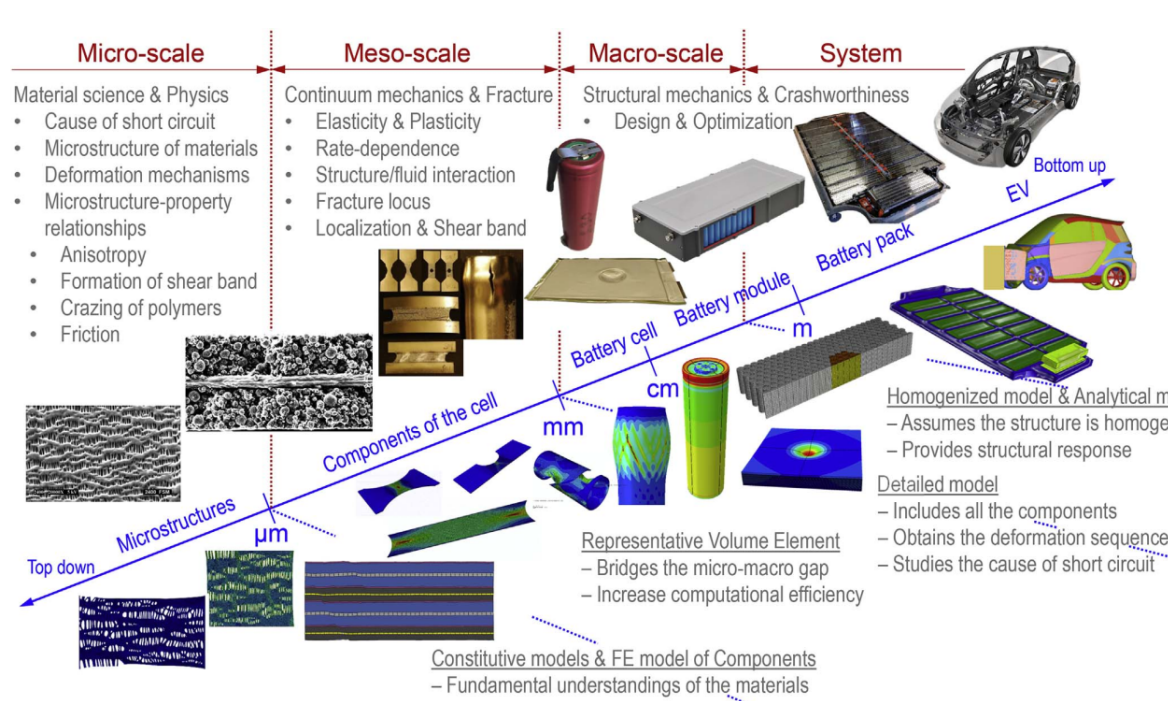 Micro-scale
Meso-scale
Macro-scale
System
Material science & Physics
• Cause of short circuit
• Microstructure of materials
• Deformation mechanisms
• Microstructure-property
relationships
• Anisotropy
• Formation of shear band
• Crazing of polymers
• Friction
Continuum mechanics & Fracture
• Elasticity & Plasticity
• Rate-dependence
• Structure/fluid interaction
• Fracture locus
• Localization & Shear band
Structural mechanics & Crashworthiness
• Design & Optimization
Bottom up
EV
Battery pack
m
Battery module
cm
Battery cell
mm
Components of the cell
µm
Microstructures
Top down
Homogenized model & Analytical m
– Assumes the structure is homoge
– Provides structural response
Detailed model
– Includes all the components
– Obtains the deformation sequence
– Studies the cause of short circuit
Representative Volume Element
– Bridges the micro-macro gap
– Increase computational efficiency
Constitutive models & FE model of Components
– Fundamental understandings of the materials